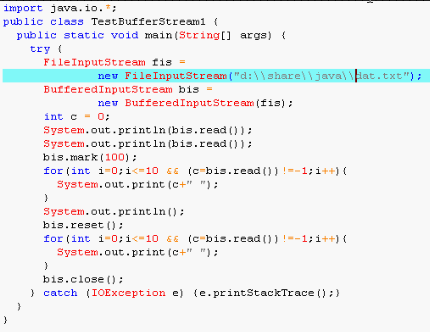 import java.io.*;
public class TestBufferStream1 {
  public static void main(String[] args) {
    try {
      FileInputStream fis =
              new FileInputStream("d:\\share\\java\\dat.txt");
      BufferedInputStream bis =
              new BufferedInputStream(fis);
      int c = 0;
      System.out.println(bis.read());
      System.out.println(bis.read());
      bis.mark(100);
      for(int i=0;i<=10 && (c=bis.read())!=-1;i++){
        System.out.print(c+" ");
      }
      System.out.println();
      bis.reset();
      for(int i=0;i<=10 && (c=bis.read())!=-1;i++){
        System.out.print(c+" ");
      }
      bis.close();
    } catch (IOException e) {e.printStackTrace();}
  }
}